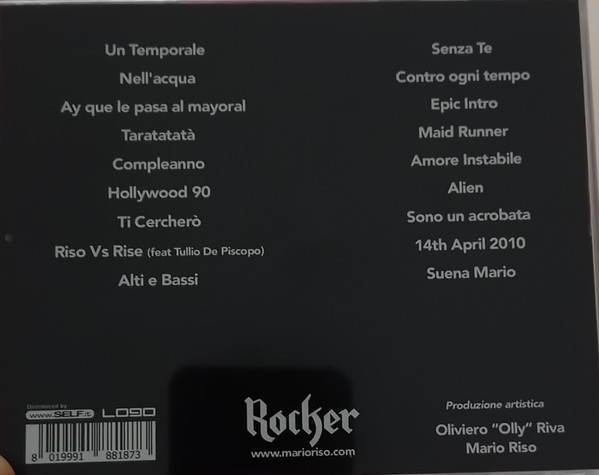 Un Temporale
Nell'acqua
Ay que le pasa al mayoral
Taratatatà
Compleanno
Hollywood 90
Ti Cercherò
Riso Vs Rise (feat Tullio De Piscopo)
Alti e Bassi
Senza Te
Contro ogni tempo
Epic Intro
Maid Runner
Amore Instabile
Alien
Sono un acrobata
14th April 2010
Suena Mario
Distributed by
www.SELF.it LOGO
8 019991 881873
Rocker
www.marioriso.com
Produzione artistica
Oliviero "Olly" Riva
Mario Riso